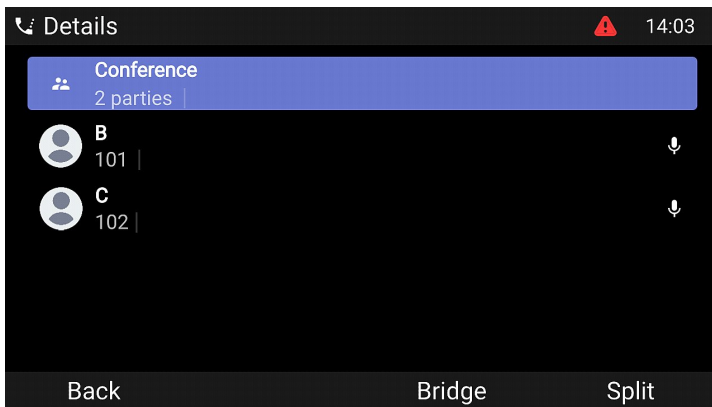 Details
14:03
Conference
2 parties
B
101
C
102
Back
Bridge
Split